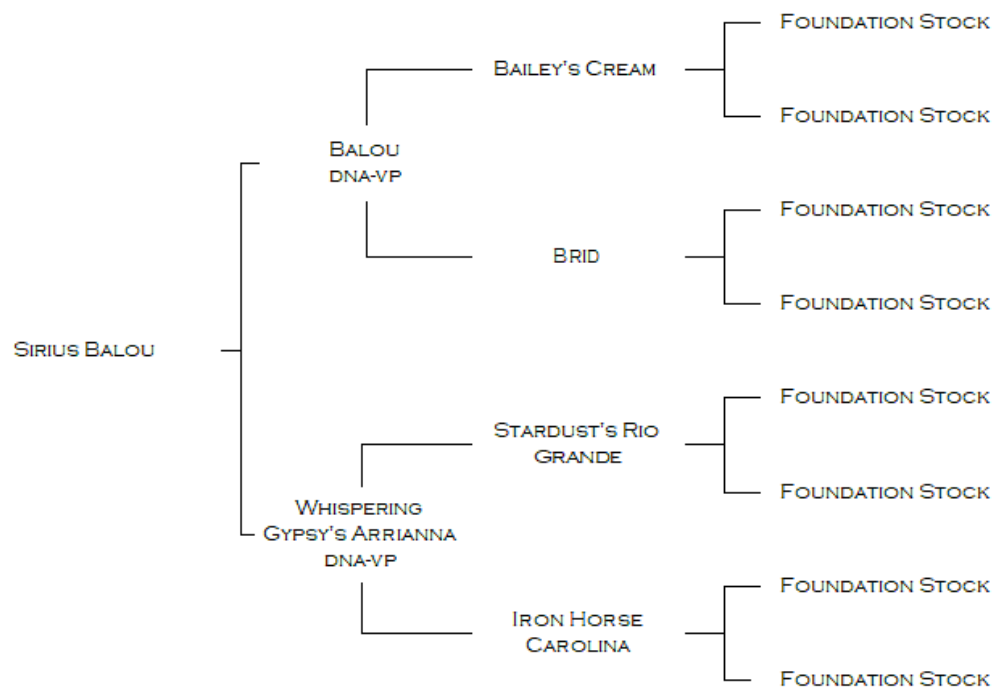 Foundation Stock
Bailey's Cream
Foundation Stock
Balou
DNA-VP
Foundation Stock
Brid
Foundation Stock
Sirius Balou
Foundation Stock
Stardust's Rio
Grande
Foundation Stock
Whispering
Gypsy's Arrianna
DNA-VP
Foundation Stock
Iron Horse
Carolina
Foundation Stock